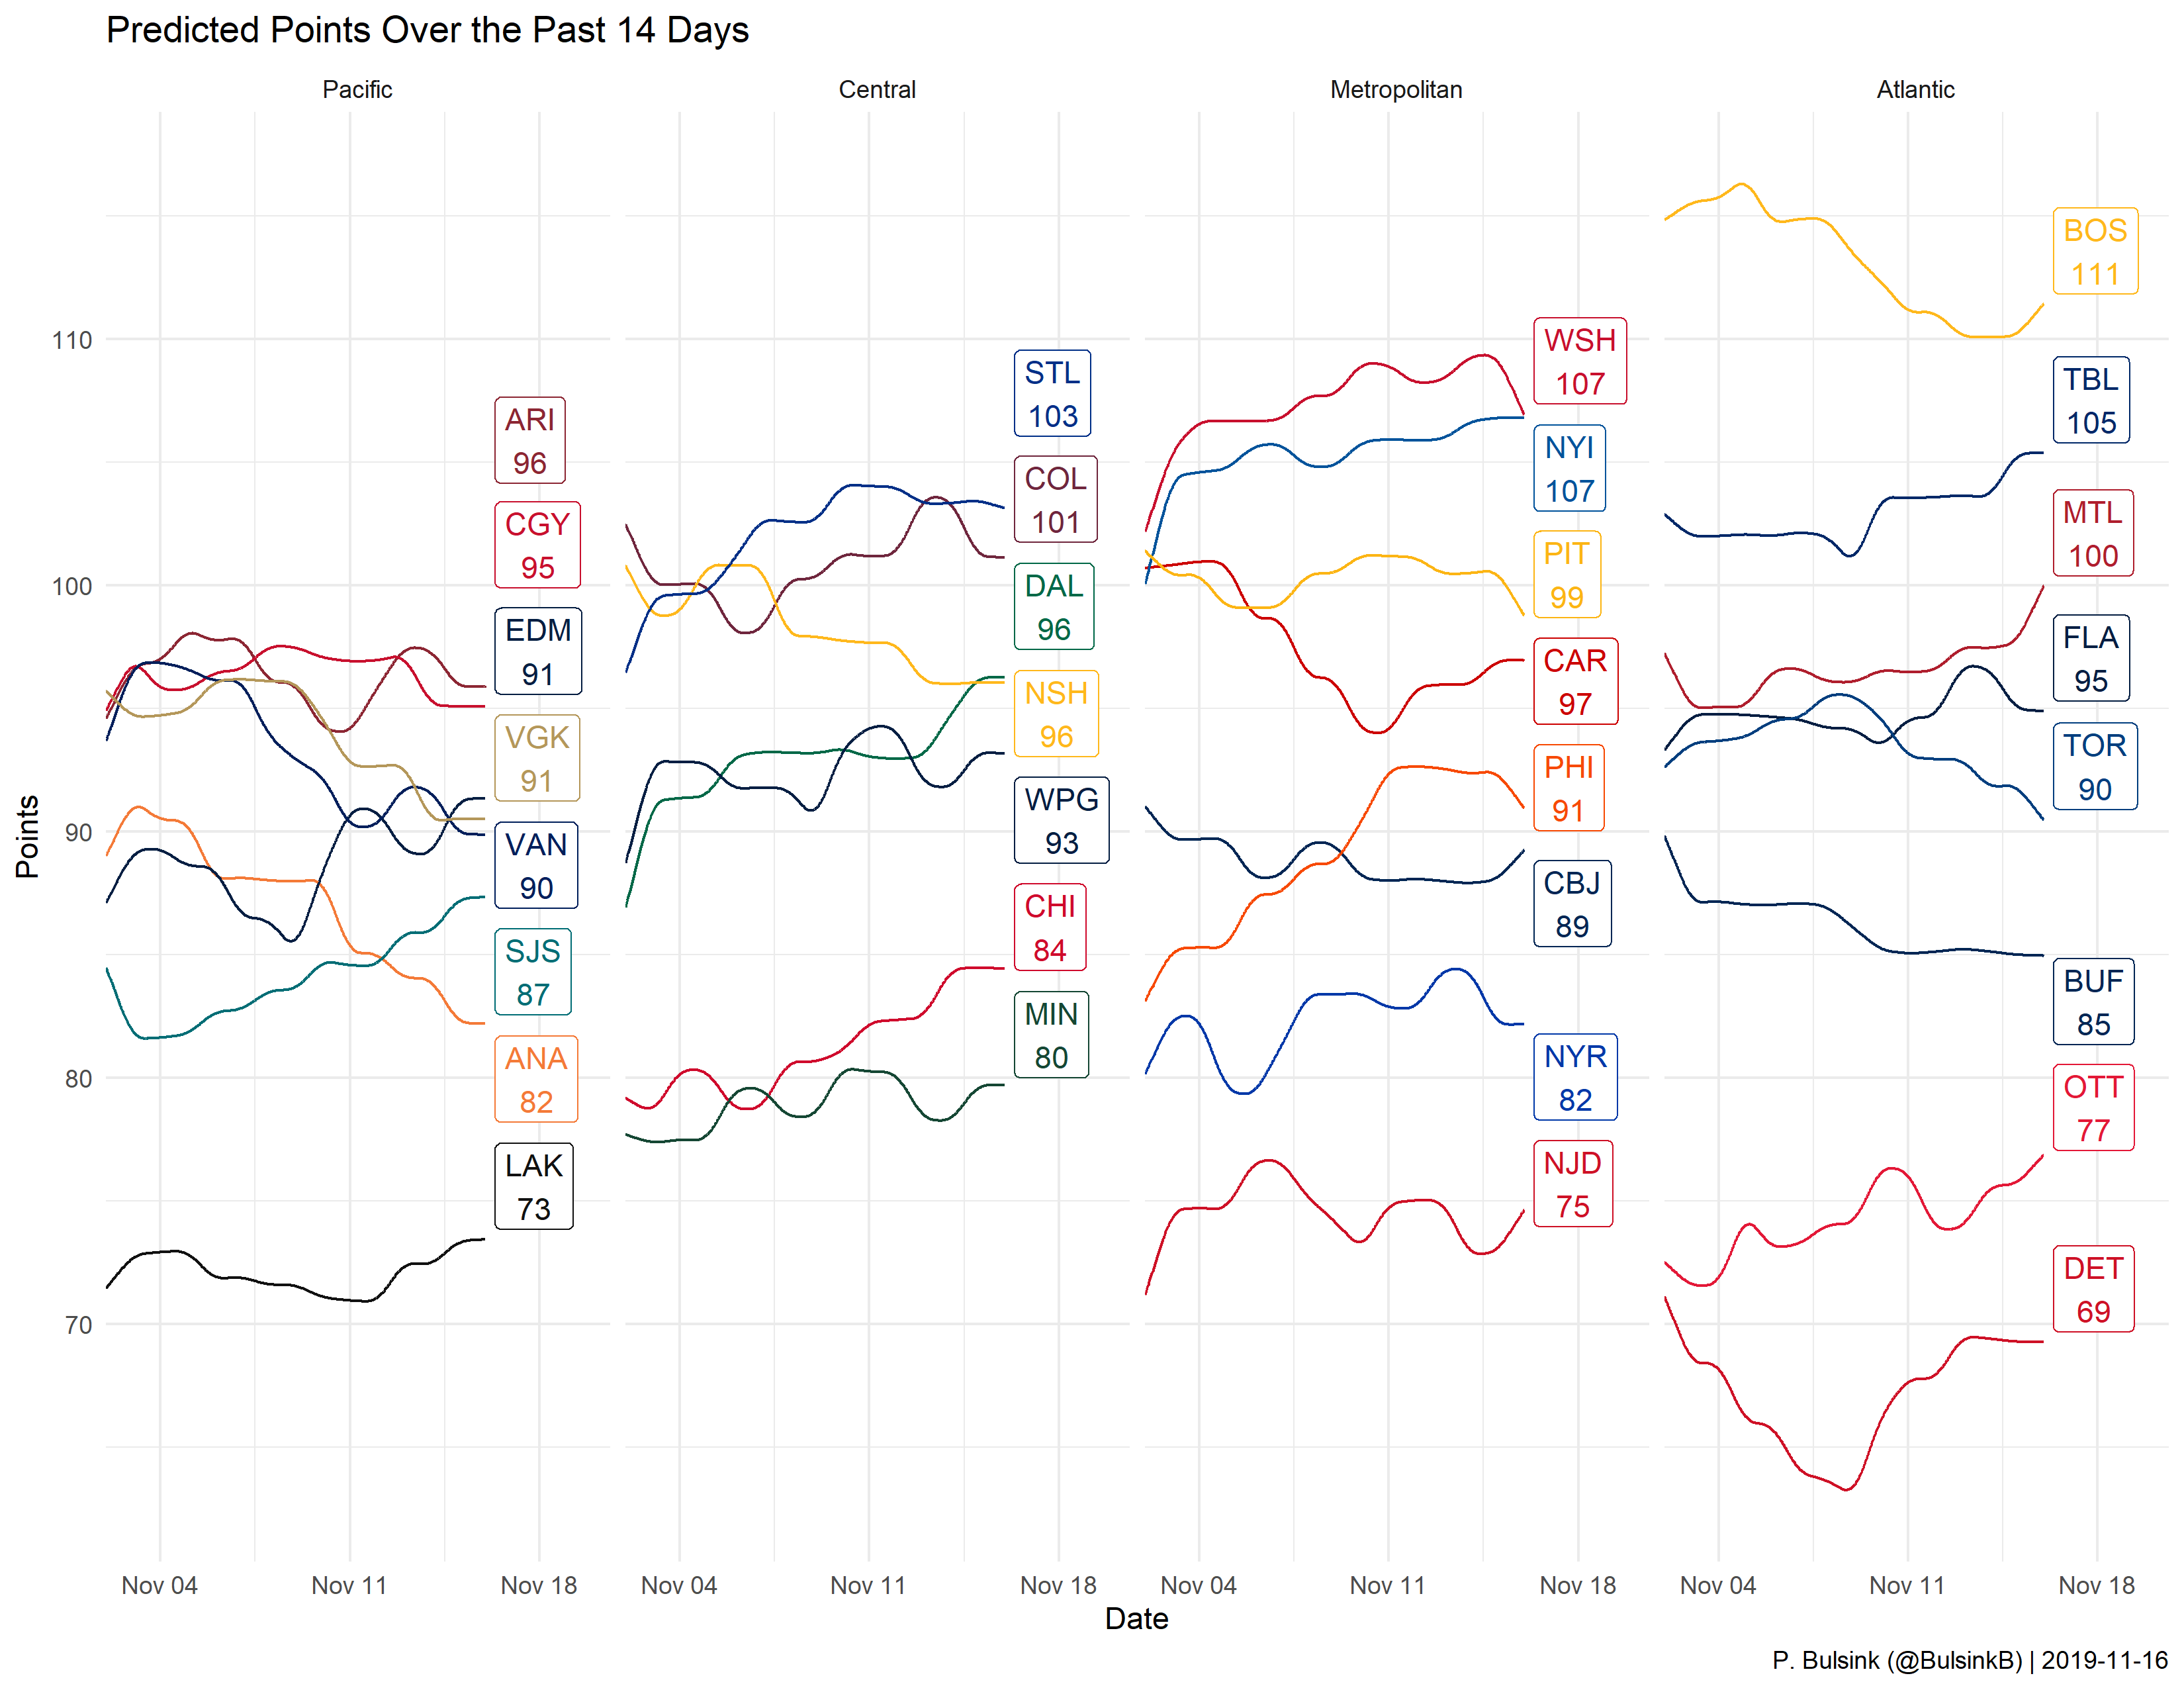 Predicted Points Over the Past 14 Days
Pacific
Central
Metropolitan
Atlantic
Points
110
100
90
80
70
ARI
96
CGY
95
EDM
91
VGK
91
VAN
90
SJS
87
ANA
82
LAK
73
STL
103
COL
101
DAL
96
NSH
96
WPG
93
CHI
84
MIN
80
WSH
107
NYI
107
PIT
99
CAR
97
PHI
91
CBJ
89
NYR
82
NJD
75
BOS
111
TBL
105
MTL
100
FLA
95
TOR
90
BUF
85
OTT
77
DET
69
Nov 04 Nov 11 Nov 18 Nov 04 Nov 11 Nov 18 Nov 04 Nov 11 Nov 18 Nov 04 Nov 11 Nov 18
Date
P. Bulsink (@BulsinkB) | 2019-11-16